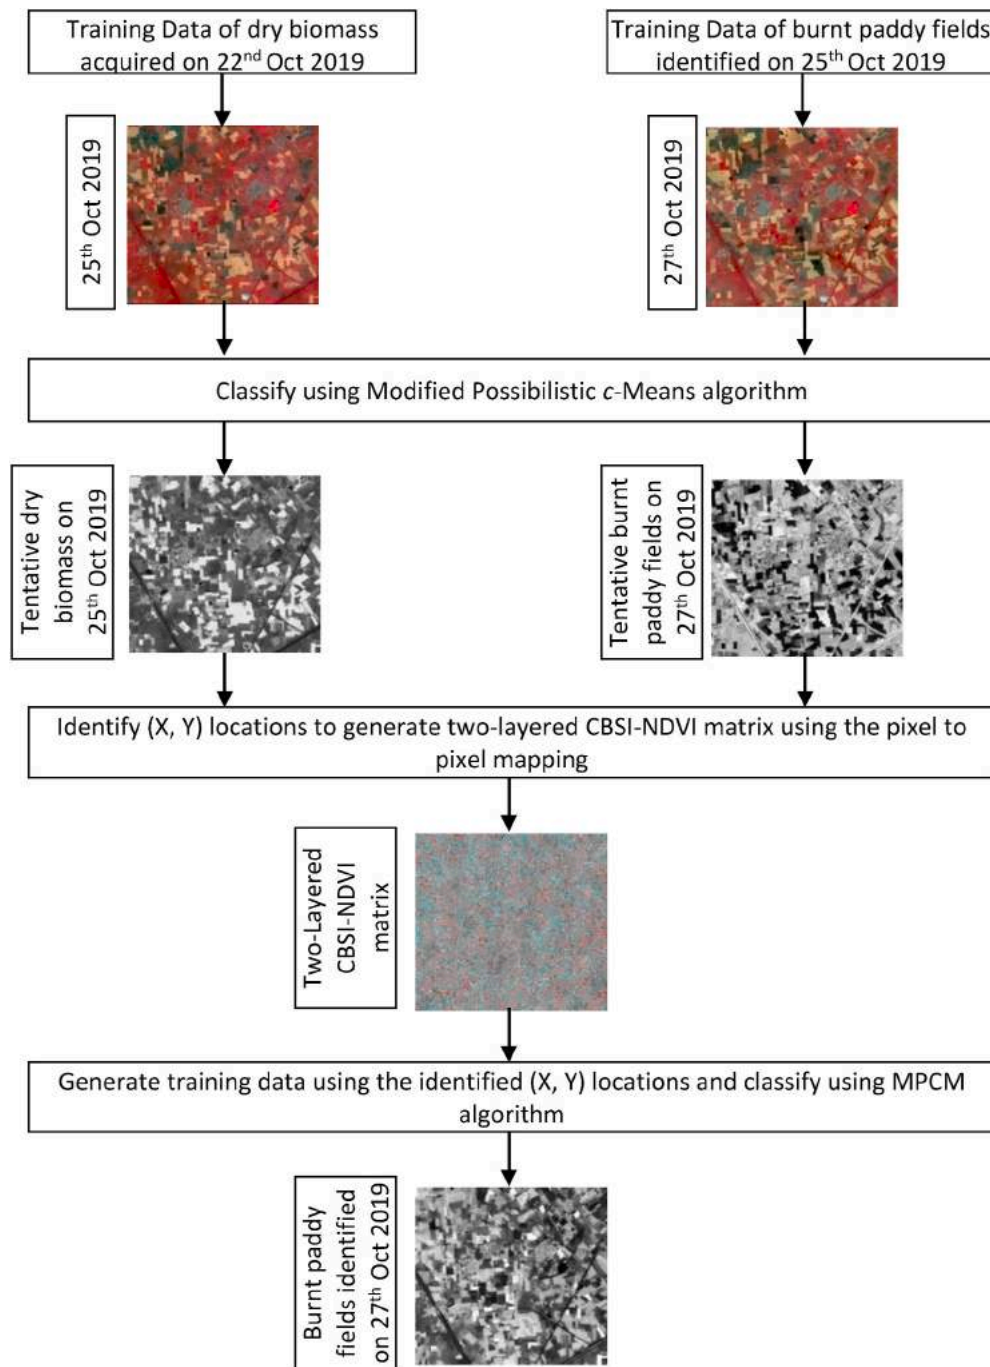 Training Data of dry biomass
acquired on 22nd Oct 2019
Training Data of burnt paddy fields
identified on 25th Oct 2019
25th Oct 2019
27th Oct 2019
Classify using Modified Possibilistic c-Means algorithm
Tentative dry
biomass on
25th Oct 2019
Tentative burnt
paddy fields on
27th Oct 2019
Identify (X, Y) locations to generate two-layered CBSI-NDVI matrix using the pixel to
pixel mapping
Two-Layered
CBSI-NDVI
matrix
Generate training data using the identified (X, Y) locations and classify using MPCM
algorithm
Burnt paddy
fields identified
on 27th Oct 2019